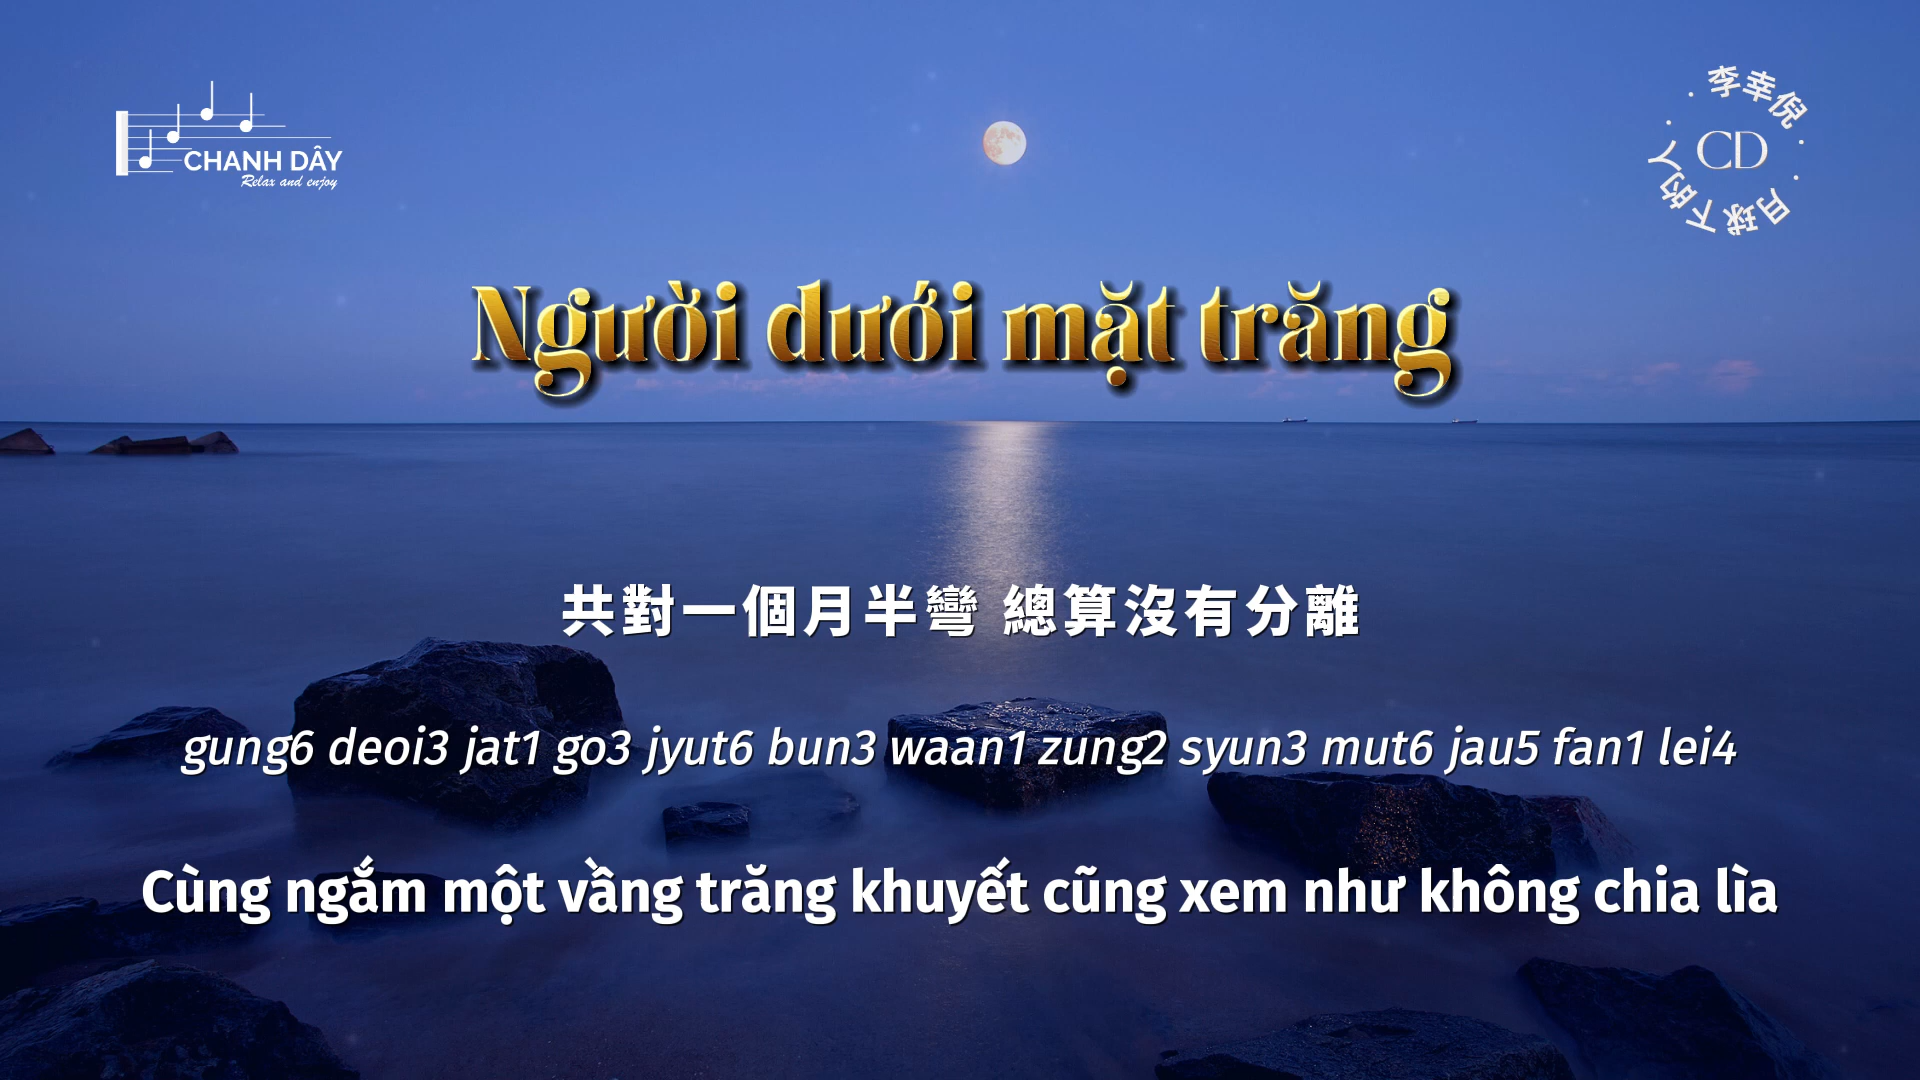 CHANH DÂY
Relax and enjoy
李幸倪
CD
月球下的人
Người dưới mặt trăng
共對一個月半彎 總算沒有分離
gung6 deoi3 jat1 go3 jyut6 bun3 waan1 zung2 syun3 mut6 jau5 fan1 lei4
Cùng ngắm một vầng trăng khuyết cũng xem như không chia lìa